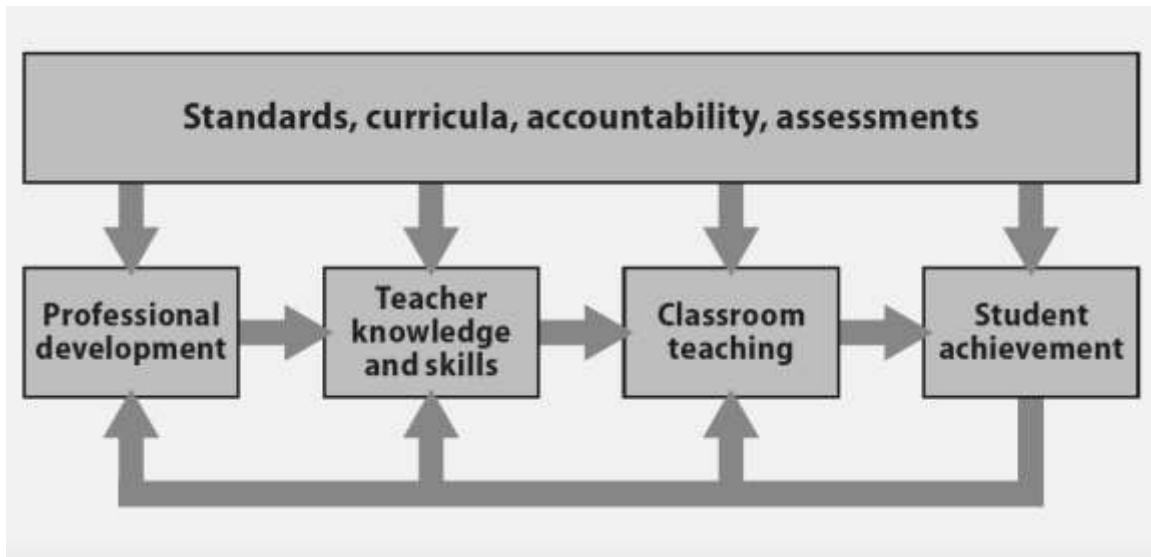 Standards, curricula, accountability, assessments
Professional
development
Teacher
knowledge
and skills
Classroom
teaching
Student
achievement